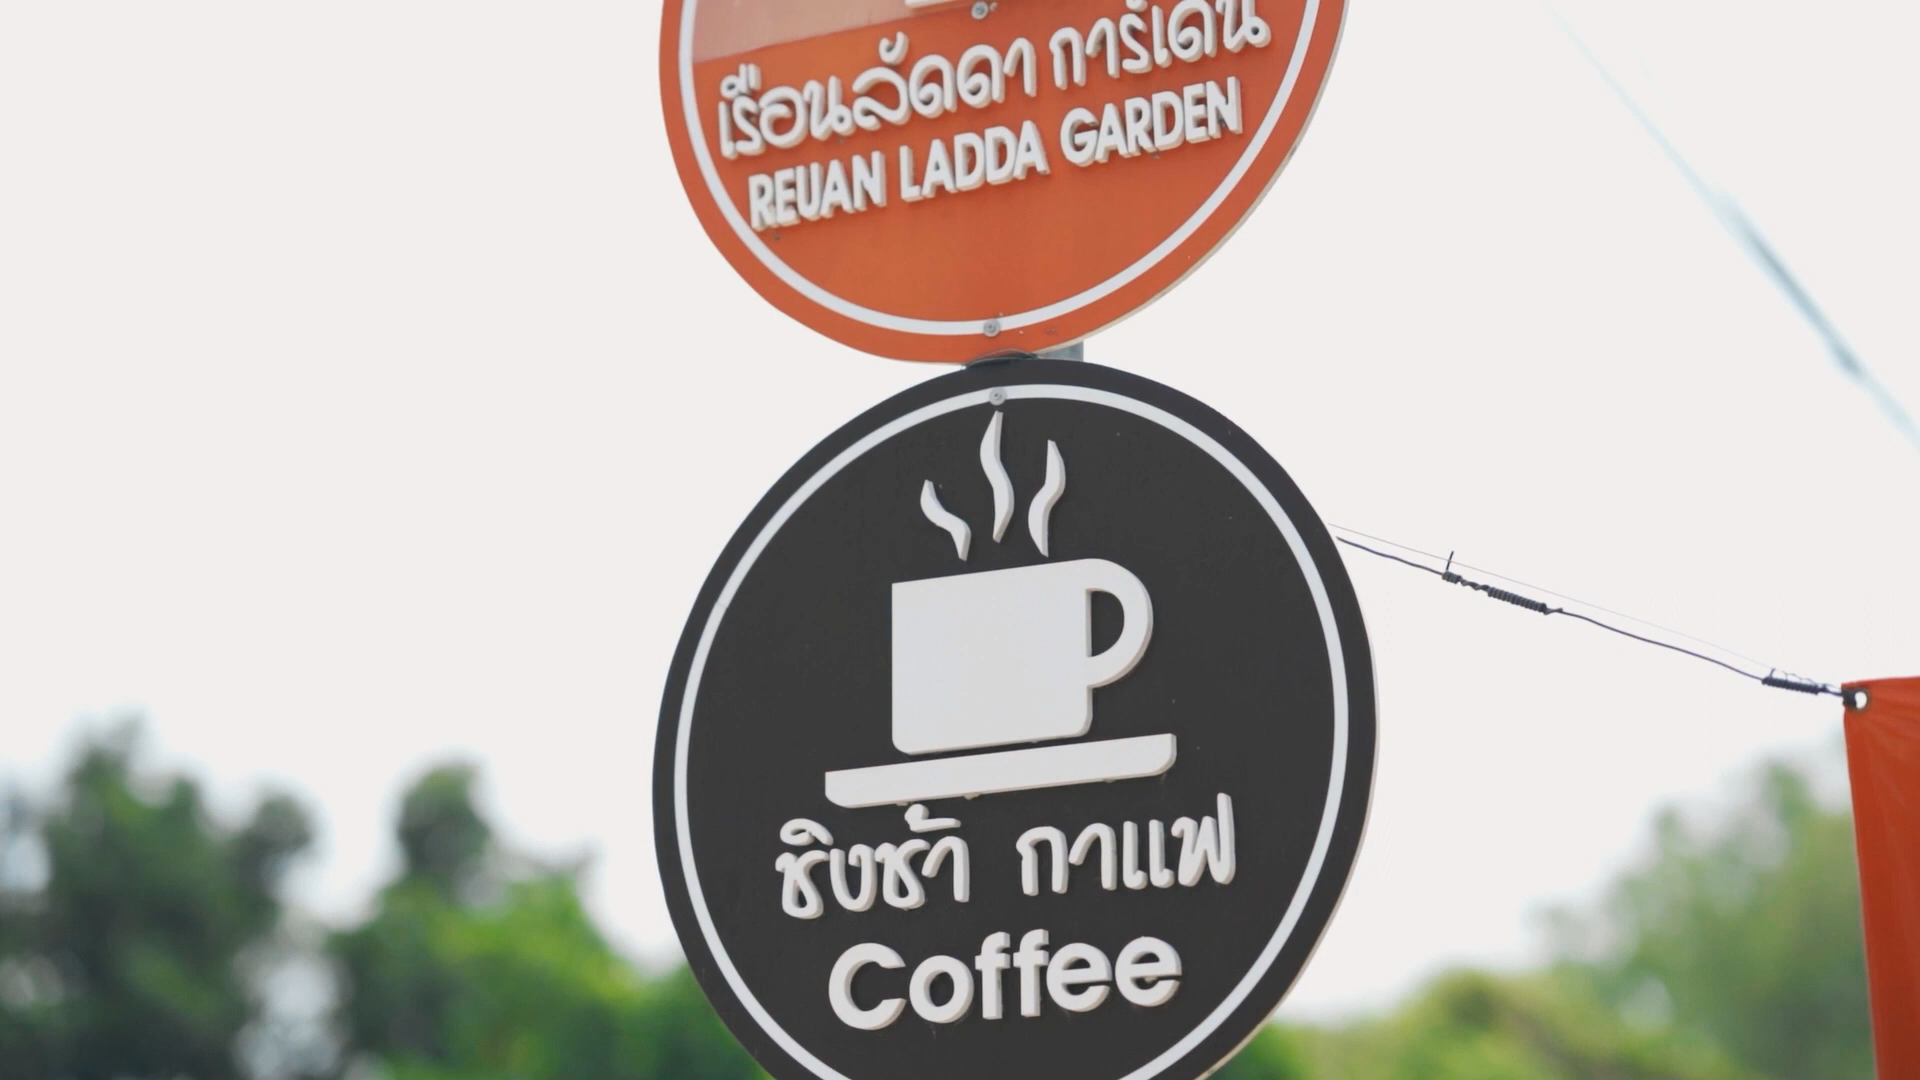 เรือนลัดดา การ์เด้น
REUAN LADDA GARDEN
ชิงช้า กาแฟ
Coffee